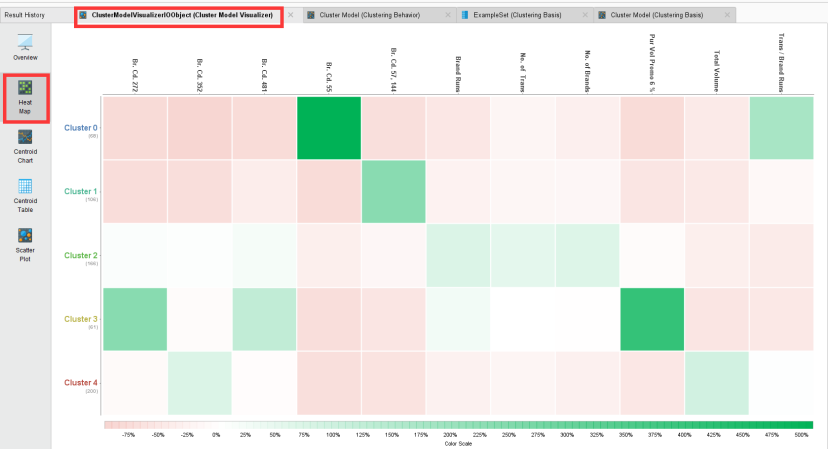 Result History
ClusterModelVisualizerIOObject (Cluster Model Visualizer)
Cluster Model (Clustering Behavior)
ExampleSet (Clustering Basis)
Cluster Model (Clustering Basis)
Overview
Heat
Map
Centroid
Chart
Centroid
Table
Scatter
Plot
Br. Cd. 272
Br. Cd. 352
Br. Cd. 481
Br. Cd. 55
Br. Cd. 57, 144
Brand Runs
No. of Trans
No. of Brands
Pur Vol Promo 6 %
Total Volume
Trans / Brand Runs
Cluster 0
(68)
Cluster 1
(106)
Cluster 2
(166)
Cluster 3
(61)
Cluster 4
(200)
-75% -50% -25% 0% 25% 50% 75% 100% 125% 150% 175% 200% 225% 250% 275% 300% 325% 350% 375% 400% 425% 450% 475% 500%
Color Scale